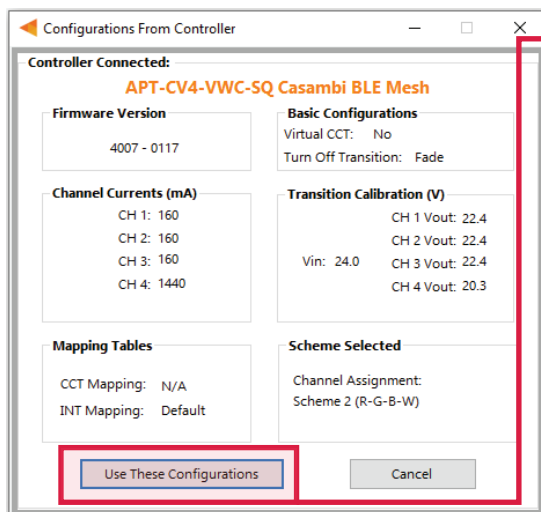 Configurations From Controller
Controller Connected:
APT-CV4-VWC-SQ Casambi BLE Mesh
Firmware Version
4007 - 0117
Basic Configurations
Virtual CCT: No
Turn Off Transition: Fade
Channel Currents (mA)
CH 1: 160
CH 2: 160
CH 3: 160
CH 4: 1440
Transition Calibration (V)
Vin: 24.0
CH 1 Vout: 22.4
CH 2 Vout: 22.4
CH 3 Vout: 22.4
CH 4 Vout: 20.3
Mapping Tables
CCT Mapping: N/A
INT Mapping: Default
Scheme Selected
Channel Assignment:
Scheme 2 (R-G-B-W)
Use These Configurations
Cancel